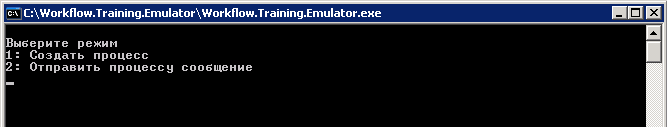 C:\Workflow.Training.Emulator\Workflow.Training.Emulator.exe
Выберите режим
1: Создать процесс
2: Отправить процессу сообщение